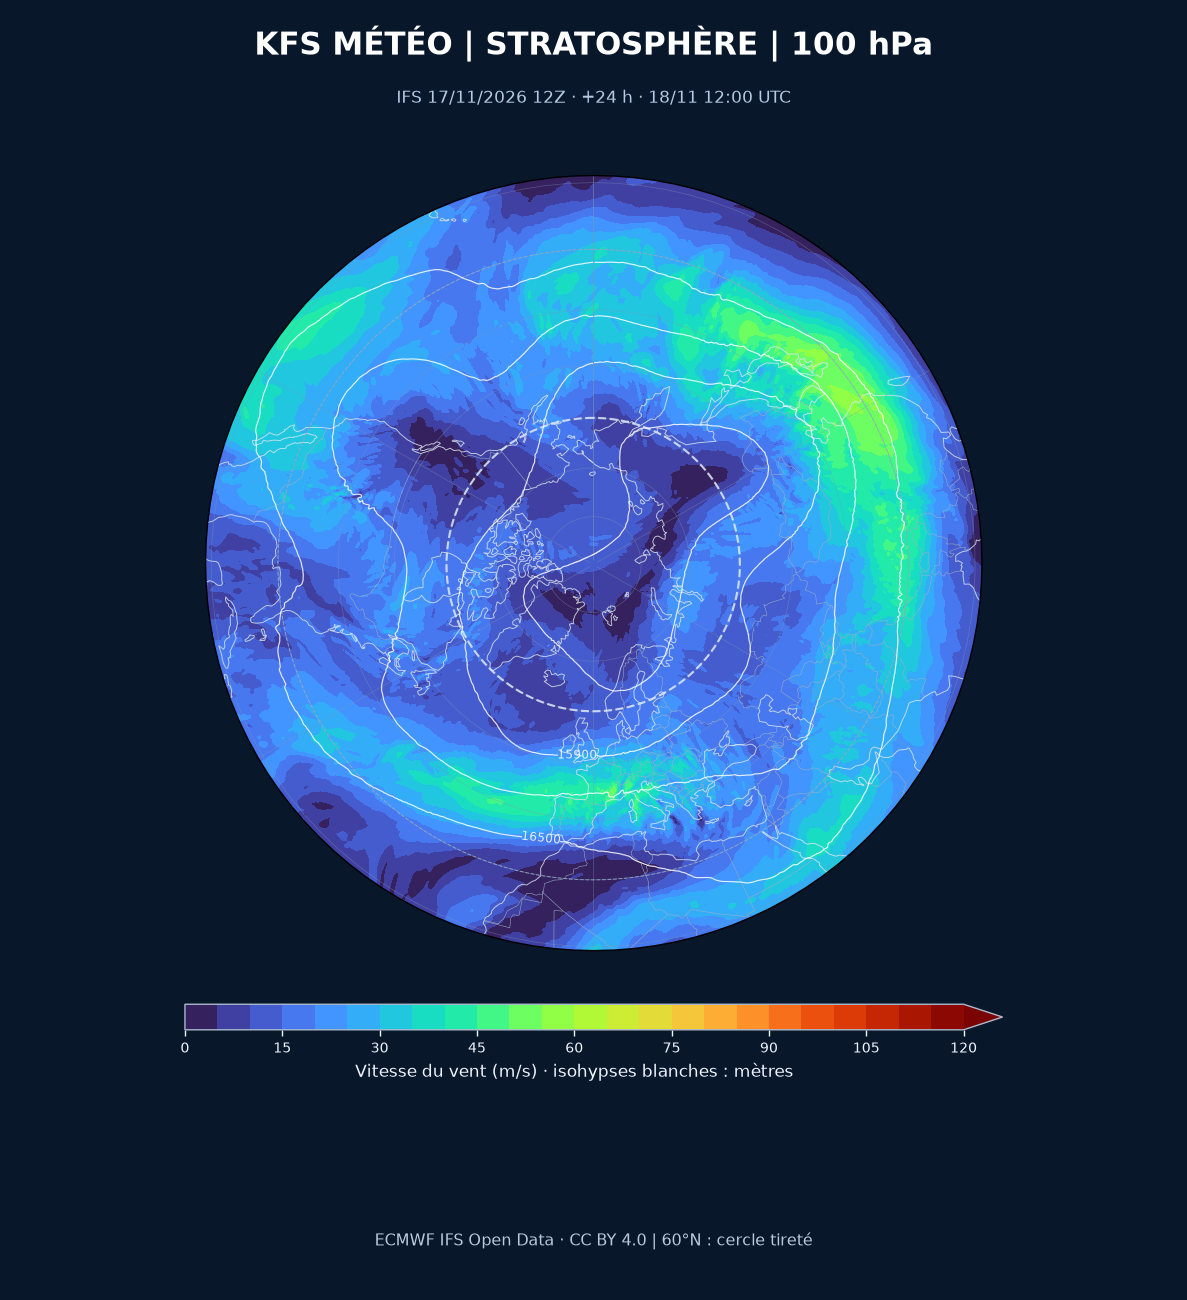 KFS MÉTÉO | STRATOSPHÈRE | 100 hPa
IFS 17/11/2026 12Z · +24 h · 18/11 12:00 UTC
15900
16500
0 15 30 45 60 75 90 105 120
Vitesse du vent (m/s) · isohypses blanches : mètres
ECMWF IFS Open Data · CC BY 4.0 | 60°N : cercle tireté